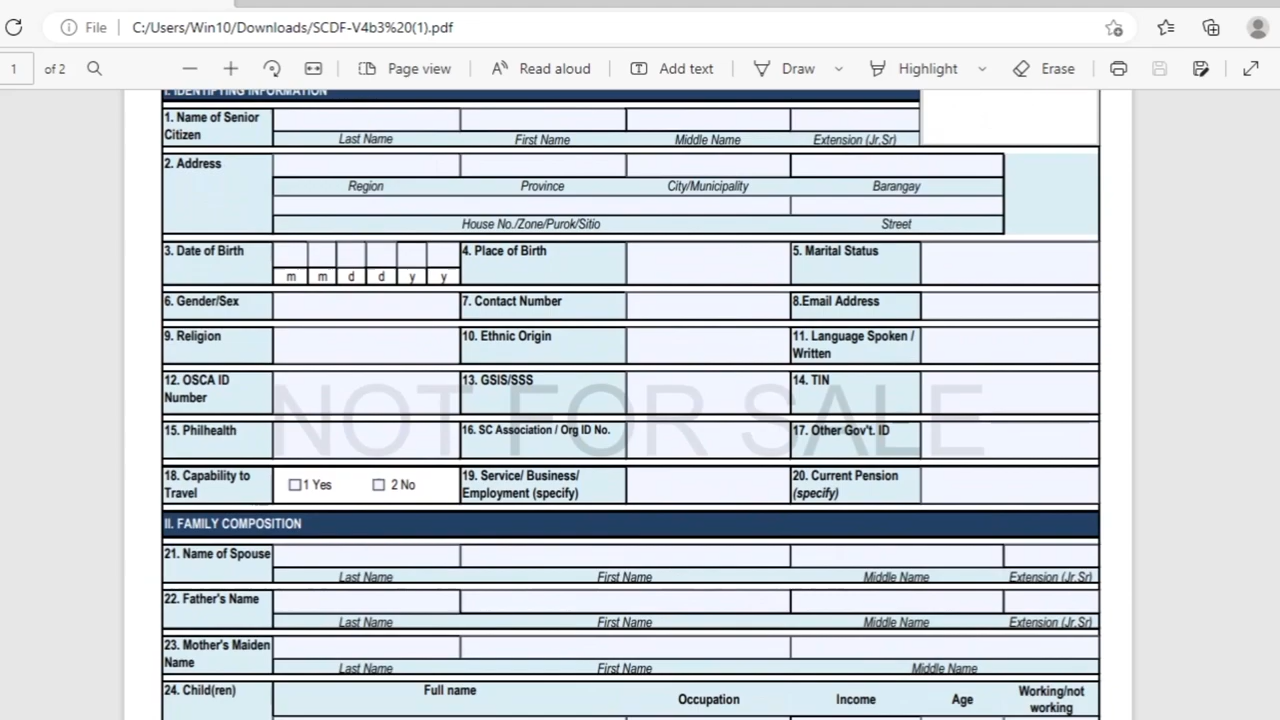 File C:/Users/Win10/Downloads/SCDF-V4b3%20(1).pdf
1 of 2 Page view Read aloud Add text Draw Highlight Erase
I. IDENTIFYING INFORMATION
1. Name of Senior Citizen
Last Name First Name Middle Name Extension (Jr,Sr)
2. Address
Region Province City/Municipality Barangay
House No./Zone/Purok/Sitio Street
3. Date of Birth 4. Place of Birth 5. Marital Status
m m d d y y
6. Gender/Sex 7. Contact Number 8.Email Address
9. Religion 10. Ethnic Origin 11. Language Spoken / Written
12. OSCA ID Number 13. GSIS/SSS 14. TIN
NOT FOR SALE
15. Philhealth 16. SC Association / Org ID No. 17. Other Gov't. ID
18. Capability to Travel 1 Yes 2 No 19. Service/ Business/ Employment (specify) 20. Current Pension (specify)
II. FAMILY COMPOSITION
21. Name of Spouse
Last Name First Name Middle Name Extension (Jr,Sr)
22. Father's Name
Last Name First Name Middle Name Extension (Jr,Sr)
23. Mother's Maiden Name
Last Name First Name Middle Name
24. Child(ren) Full name Occupation Income Age Working/not working